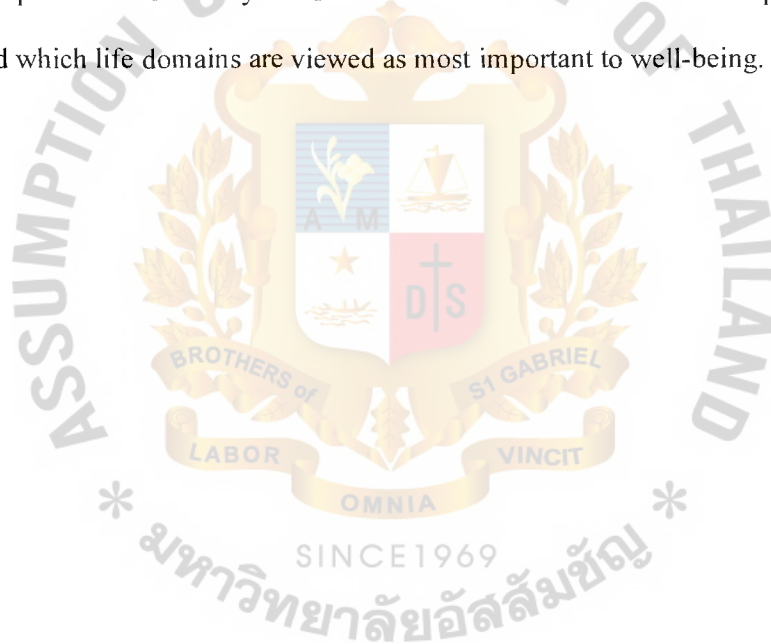 d which life domains are viewed as most important to well-being.
ASSUMPTION OF THAILAND
A M
D S
BROTHERS of ST GABRIEL
LABOR OMNIA VINCIT
SINCE1969
* มหาวิทยาลัยอัสสัมชัญ *